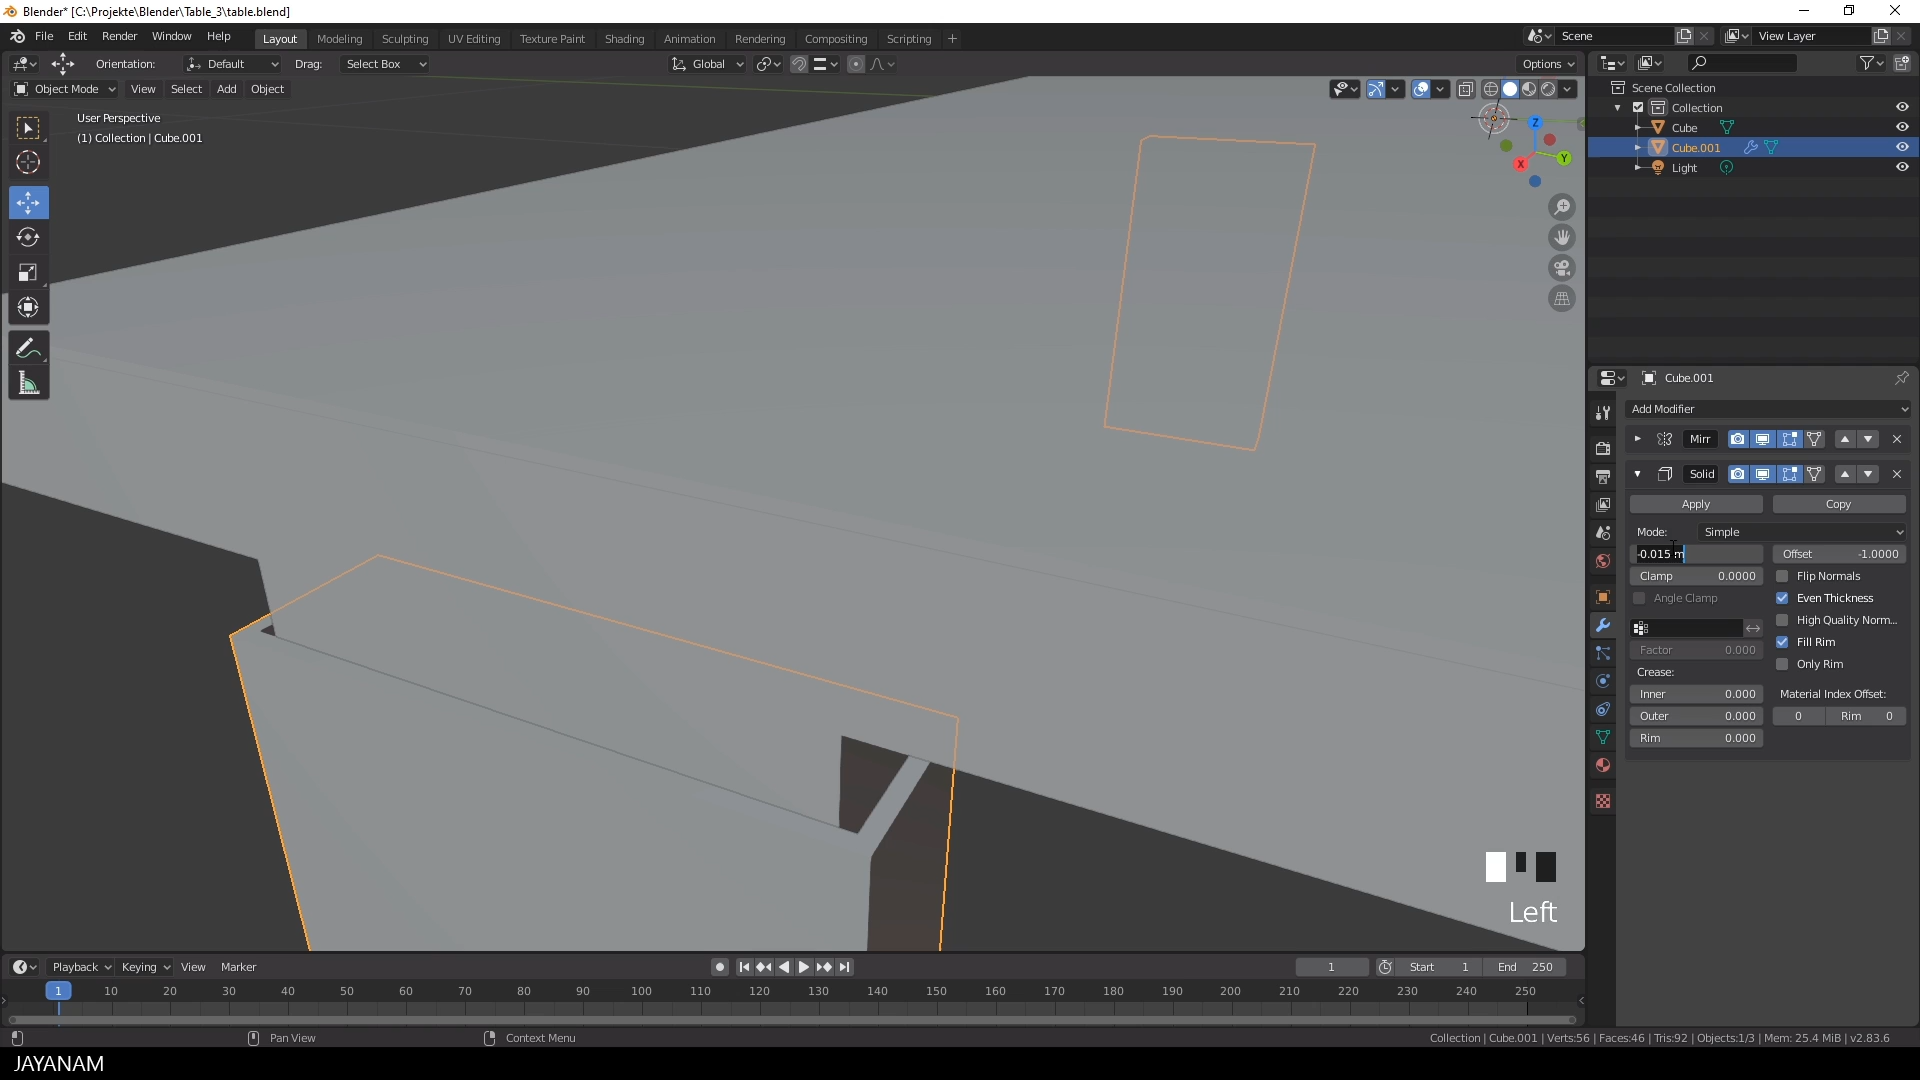 Blender* [C:\Projekte\Blender\Table_3\table.blend]
File Edit Render Window Help Layout Modeling Sculpting UV Editing Texture Paint Shading Animation Rendering Compositing Scripting + Scene View Layer
Orientation: Default Drag: Select Box Global Options
Object Mode View Select Add Object
User Perspective
(1) Collection | Cube.001
Z
Y
X
Scene Collection
Collection
Cube
Cube.001
Light
Cube.001
Add Modifier
Mirr
Solid
Apply Copy
Mode: Simple
-0.015 m Offset -1.0000
Clamp 0.0000 Flip Normals
Angle Clamp Even Thickness
High Quality Norm...
Fill Rim
Factor 0.000
Only Rim
Crease:
Inner 0.000 Material Index Offset:
Outer 0.000 0 Rim 0
Rim 0.000
Left
Playback Keying View Marker 1 Start 1 End 250
1 10 20 30 40 50 60 70 80 90 100 110 120 130 140 150 160 170 180 190 200 210 220 230 240 250
Pan View Context Menu Collection | Cube.001 | Verts:56 | Faces:46 | Tris:92 | Objects:1/3 | Mem: 25.4 MiB | v2.83.6
JAYANAM